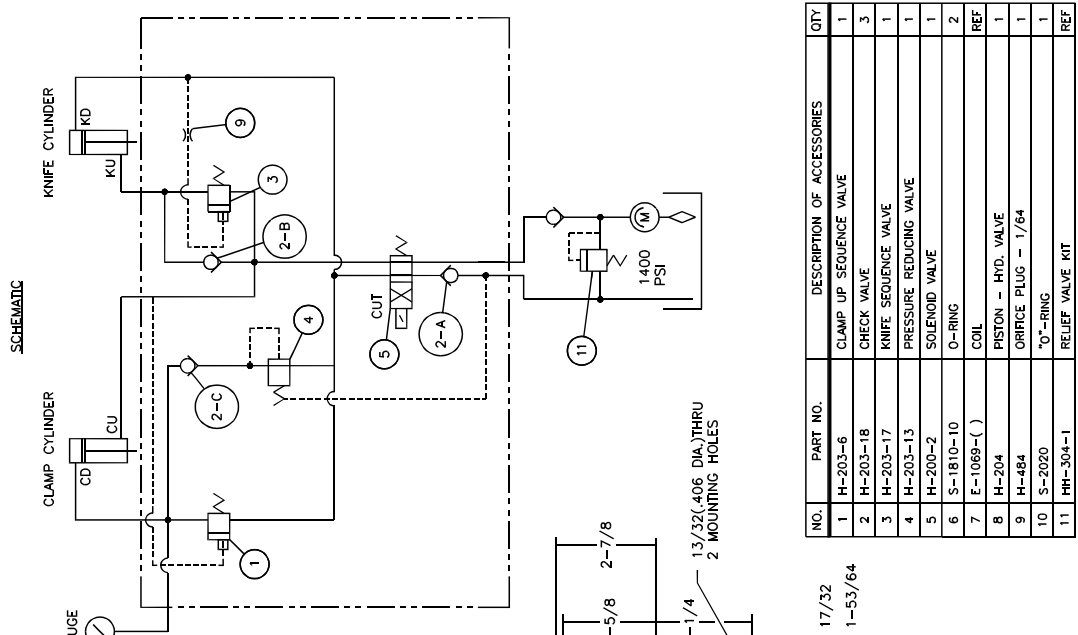 SCHEMATIC
CLAMP CYLINDER
KNIFE CYLINDER
CD
CU
KU
KD
UGE
1
2-C
4
2-B
3
9
CUT
5
2-A
11
1400
PSI
M
2-7/8
5/8
1/4
13/32(.406 DIA.)THRU
2 MOUNTING HOLES
17/32
1-53/64
NO. PART NO. DESCRIPTION OF ACCESSORIES QTY
1 H-203-6 CLAMP UP SEQUENCE VALVE 1
2 H-203-18 CHECK VALVE 3
3 H-203-17 KNIFE SEQUENCE VALVE 1
4 H-203-13 PRESSURE REDUCING VALVE 1
5 H-200-2 SOLENOID VALVE 1
6 S-1810-10 O-RING 2
7 E-1069-( ) COIL REF
8 H-204 PISTON - HYD. VALVE 1
9 H-484 ORIFICE PLUG - 1/64 1
10 S-2020 "O"-RING 1
11 HH-304-1 RELIEF VALVE KIT REF